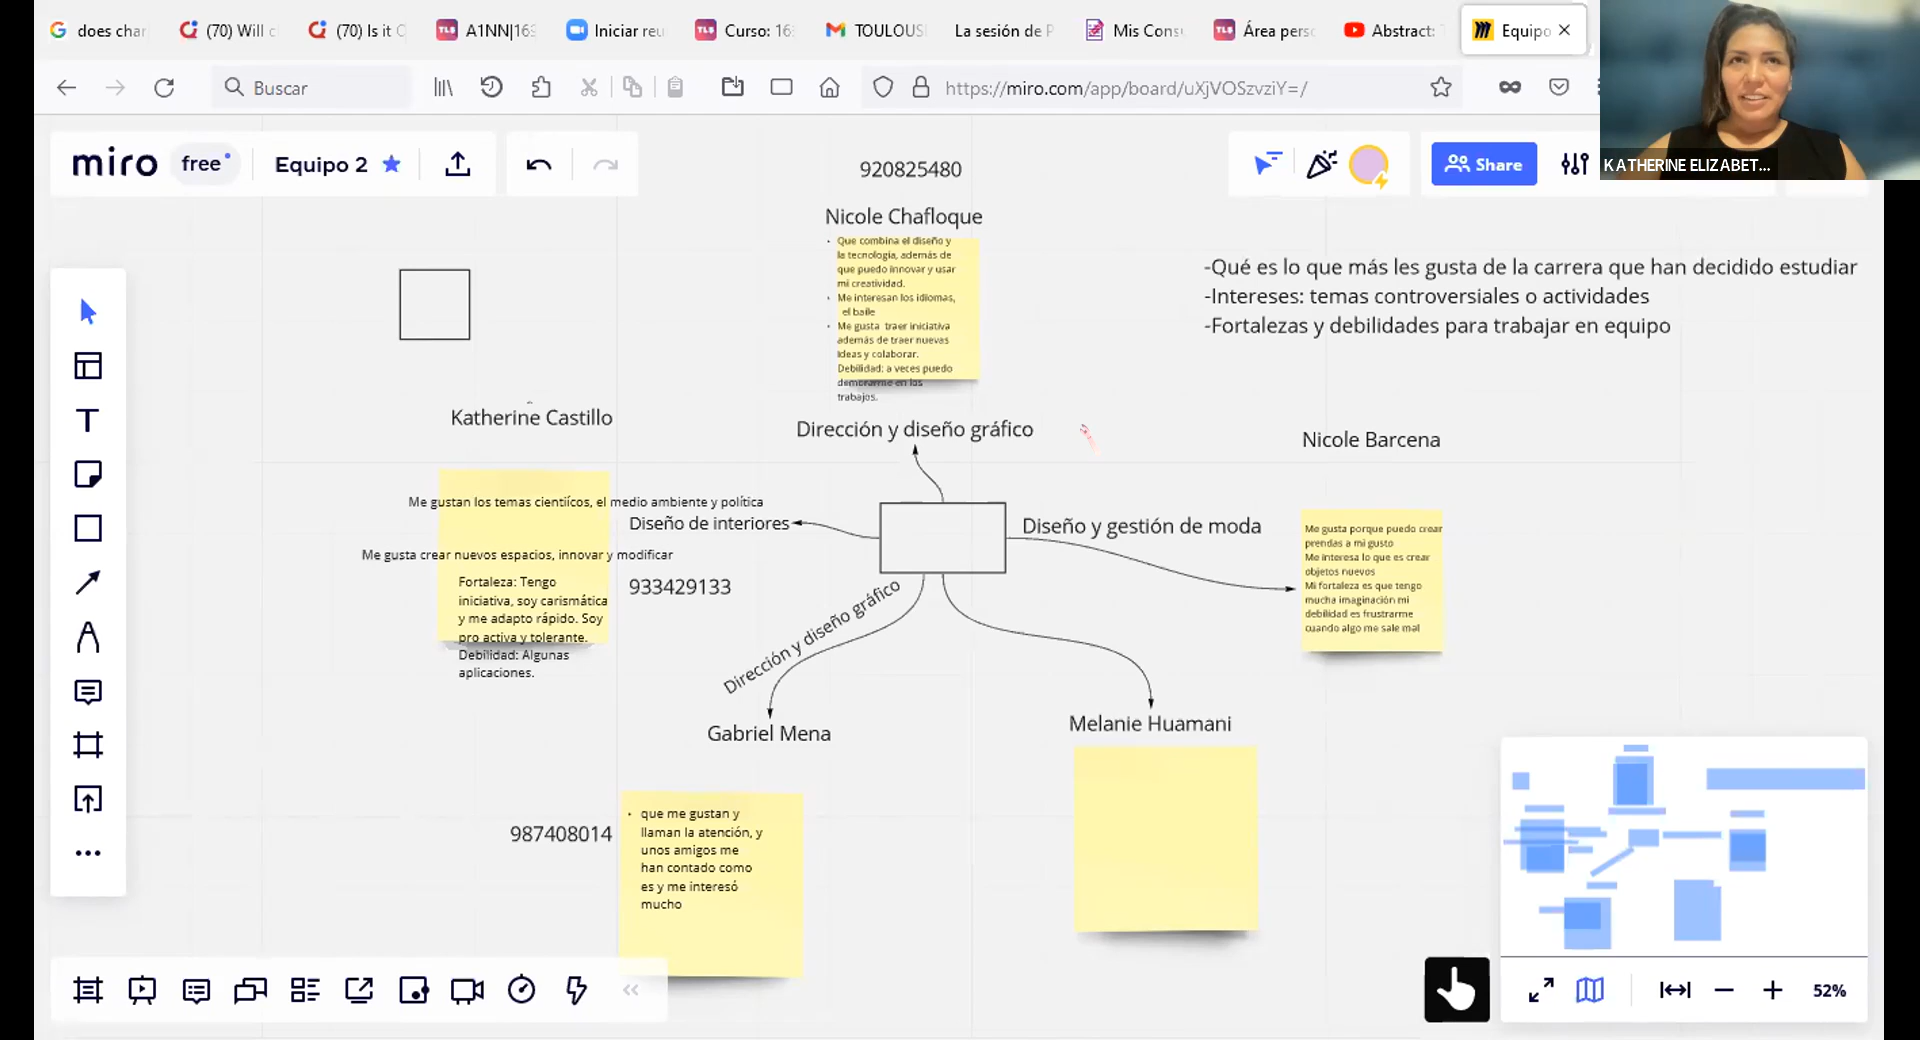 does char
(70) Will c
(70) Is it C
A1NN|163
Iniciar reu
Curso: 16
TOULOUS
La sesión de P
Mis Cons
Área pers
Abstract: T
Equipo
Buscar
https://miro.com/app/board/uXjVOSzvziY=/
KATHERINE ELIZABET...
miro
free
Equipo 2
Share
920825480
Nicole Chafloque
• Que combina el diseño y
la tecnologia, además de
que puedo innovar y usar
mi creatividad.
• Me interesan los idiomas,
el baile
• Me gusta traer iniciativa
además de traer nuevas
ideas y colaborar.
Debilidad: a veces puedo
demorarme en los
trabajos.
-Qué es lo que más les gusta de la carrera que han decidido estudiar
-Intereses: temas controversiales o actividades
-Fortalezas y debilidades para trabajar en equipo
Katherine Castillo
Dirección y diseño gráfico
Nicole Barcena
Me gustan los temas cientiícos, el medio ambiente y política
Diseño de interiores
Me gusta crear nuevos espacios, innovar y modificar
Fortaleza: Tengo
iniciativa, soy carismática
y me adapto rápido. Soy
pro activa y tolerante.
Debilidad: Algunas
aplicaciones.
933429133
Diseño y gestión de moda
Me gusta porque puedo crear
prendas a mi gusto
Me interesa lo que es crear
objetos nuevos
Mi fortaleza es que tengo
mucha imaginación mi
debilidad es frustrarme
cuando algo me sale mal
Dirección y diseño gráfico
Gabriel Mena
Melanie Huamani
987408014
• que me gustan y
llaman la atención, y
unos amigos me
han contado como
es y me interesó
mucho
52%